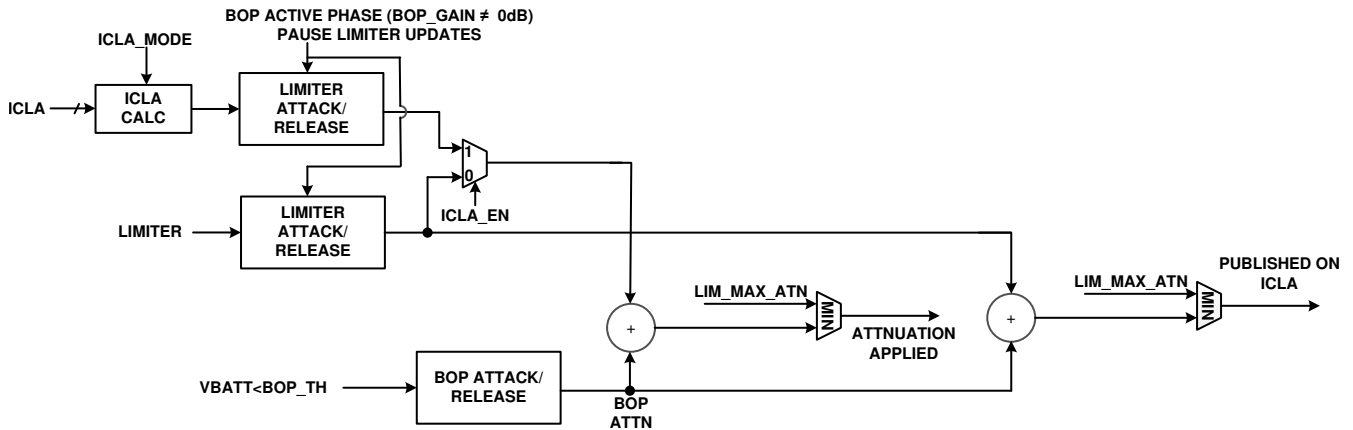 BOP ACTIVE PHASE (BOP_GAIN ≠ 0dB)
PAUSE LIMITER UPDATES
ICLA_MODE
ICLA
ICLA
CALC
LIMITER
ATTACK/
RELEASE
1
0
ICLA_EN
LIMITER
LIMITER
ATTACK/
RELEASE
LIM_MAX_ATN
MIN
+
ATTNUATION
APPLIED
LIM_MAX_ATN
MIN
+
PUBLISHED ON
ICLA
VBATT<BOP_TH
BOP ATTACK/
RELEASE
BOP
ATTN